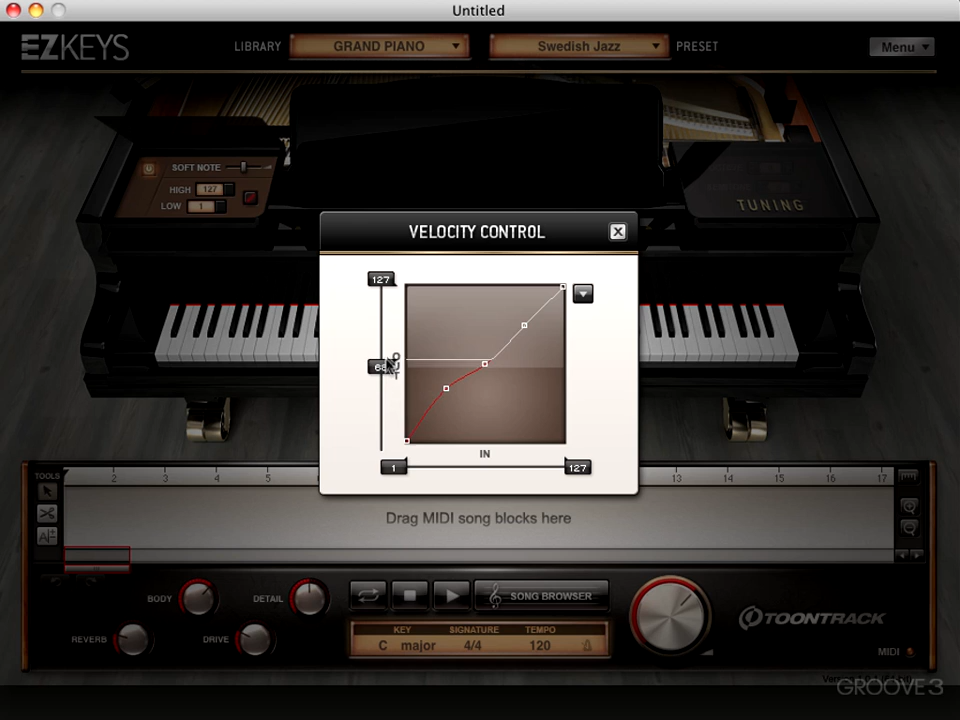 Untitled
EZKEYS
LIBRARY
GRAND PIANO
Swedish Jazz
PRESET
Menu
SOFT NOTE
HIGH
127
LOW
1
TUNING
VELOCITY CONTROL
127
OUT
IN
1
127
TOOLS
2
3
4
5
13
14
15
16
17
Drag MIDI song blocks here
BODY
DETAIL
REVERB
DRIVE
SONG BROWSER
KEY
SIGNATURE
TEMPO
C major
4/4
120
TOONTRACK
MIDI
GROOVE3